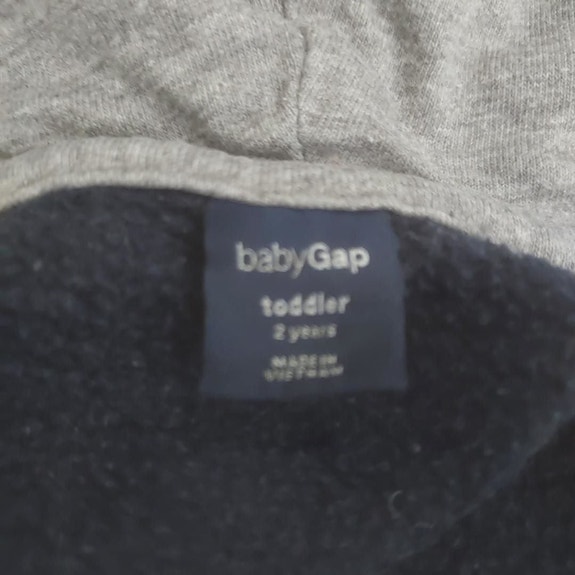 babyGap
toddler
2 years
MADE IN
VIETNAM